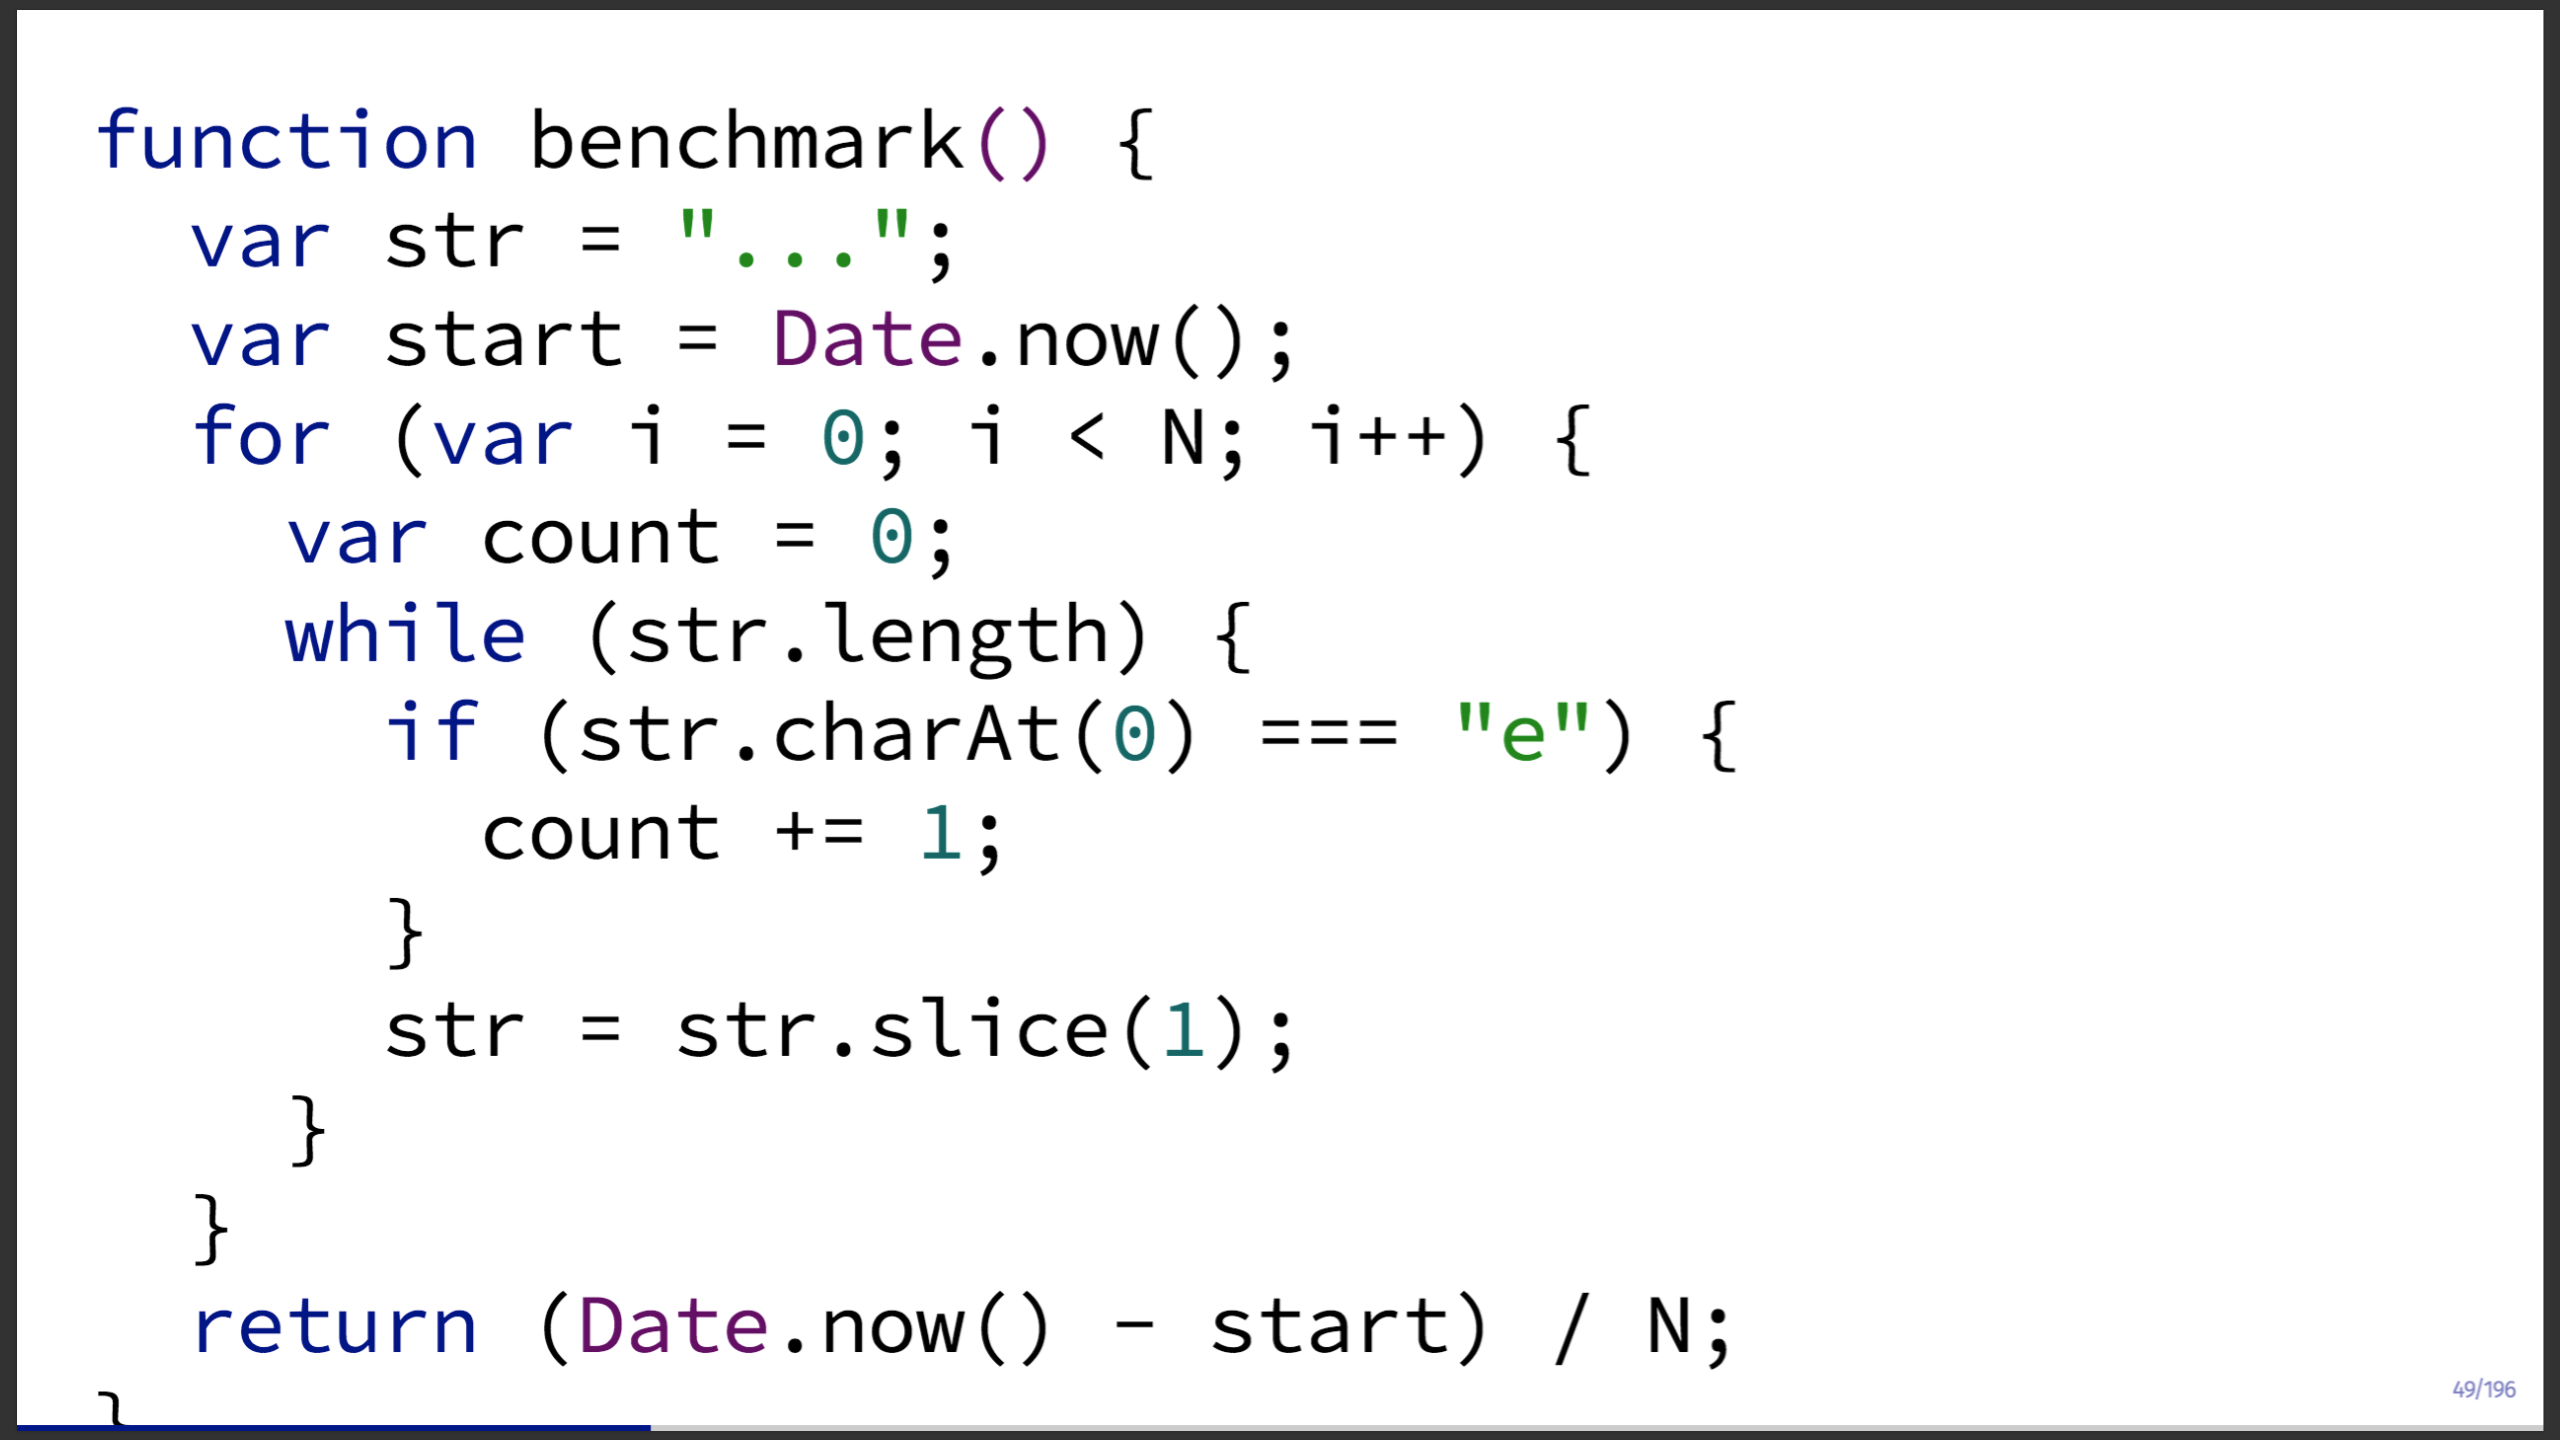 function benchmark() {
  var str = "...";
  var start = Date.now();
  for (var i = 0; i < N; i++) {
    var count = 0;
    while (str.length) {
      if (str.charAt(0) === "e") {
        count += 1;
      }
      str = str.slice(1);
    }
  }
  return (Date.now() - start) / N;
}
49/196